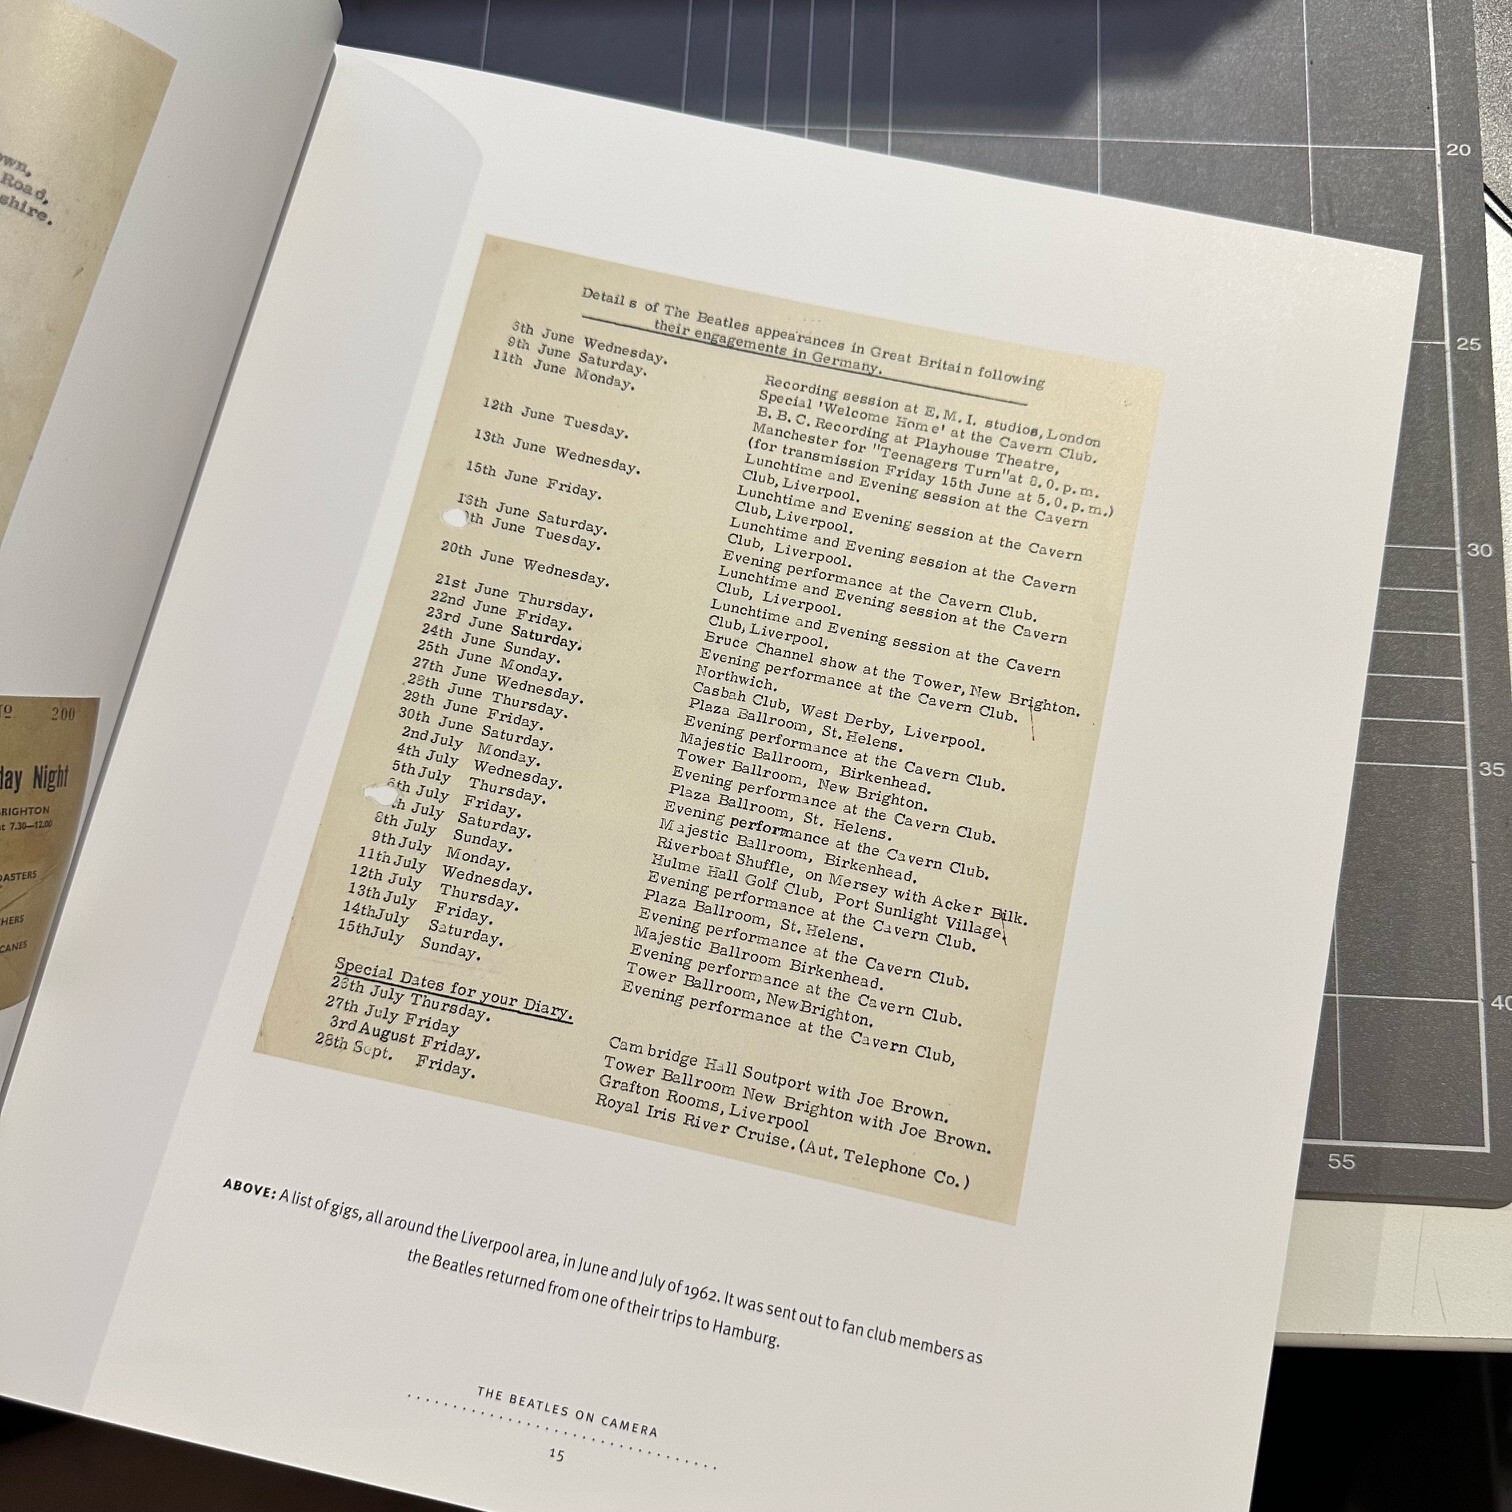 Road,
shire.
200
day Night
RIGHTON
7.30—12.00
OASTERS
HERS
CANES
Details of The Beatles appearances in Great Britain following
their engagements in Germany.
6th June Wednesday. Recording session at E.M.I. studios, London
9th June Saturday. Special 'Welcome Home' at the Cavern Club.
11th June Monday. B.B.C. Recording at Playhouse Theatre,
Manchester for "Teenagers Turn"at 8.0.p.m.
(for transmission Friday 15th June at 5.0.p.m.)
12th June Tuesday. Lunchtime and Evening session at the Cavern
Club, Liverpool.
13th June Wednesday. Lunchtime and Evening session at the Cavern
Club, Liverpool.
15th June Friday. Lunchtime and Evening session at the Cavern
Club, Liverpool.
16th June Saturday. Evening performance at the Cavern Club.
th June Tuesday. Lunchtime and Evening session at the Cavern
Club, Liverpool.
20th June Wednesday. Lunchtime and Evening session at the Cavern
Club, Liverpool.
21st June Thursday. Bruce Channel show at the Tower, New Brighton.
22nd June Friday. Evening performance at the Cavern Club.
23rd June Saturday. Northwich.
24th June Sunday. Casbah Club, West Derby, Liverpool.
25th June Monday. Plaza Ballroom, St. Helens.
27th June Wednesday. Evening performance at the Cavern Club.
28th June Thursday. Majestic Ballroom, Birkenhead.
29th June Friday. Tower Ballroom, New Brighton.
30th June Saturday. Evening performance at the Cavern Club.
2nd July Monday. Plaza Ballroom, St. Helens.
4th July Wednesday. Evening performance at the Cavern Club.
5th July Thursday. Majestic Ballroom, Birkenhead.
6th July Friday. Riverboat Shuffle, on Mersey with Acker Bilk.
th July Saturday. Hulme Hall Golf Club, Port Sunlight Village.
8th July Sunday. Evening performance at the Cavern Club.
9th July Monday. Plaza Ballroom, St. Helens.
11th July Wednesday. Evening performance at the Cavern Club.
12th July Thursday. Majestic Ballroom Birkenhead.
13th July Friday. Evening performance at the Cavern Club.
14thJuly Saturday. Tower Ballroom, NewBrighton.
15thJuly Sunday. Evening performance at the Cavern Club,
Special Dates for your Diary.
26th July Thursday. Cambridge Hall Soutport with Joe Brown.
27th July Friday Tower Ballroom New Brighton with Joe Brown.
3rd August Friday. Grafton Rooms, Liverpool
28th Sept. Friday. Royal Iris River Cruise.(Aut. Telephone Co.)
ABOVE: A list of gigs, all around the Liverpool area, in June and July of 1962. It was sent out to fan club members as
the Beatles returned from one of their trips to Hamburg.
THE BEATLES ON CAMERA
15
20
25
30
35
40
55